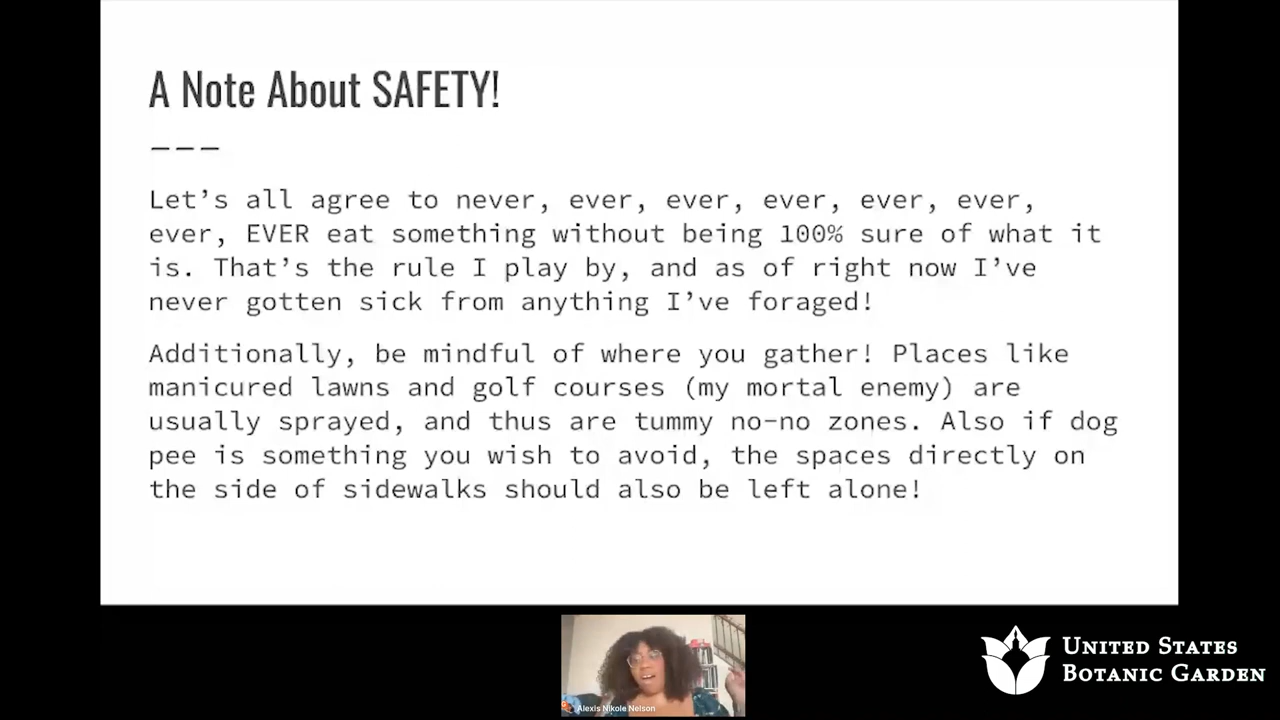 A Note About SAFETY!
Let's all agree to never, ever, ever, ever, ever, ever,
ever, EVER eat something without being 100% sure of what it
is. That's the rule I play by, and as of right now I've
never gotten sick from anything I've foraged!
Additionally, be mindful of where you gather! Places like
manicured lawns and golf courses (my mortal enemy) are
usually sprayed, and thus are tummy no-no zones. Also if dog
pee is something you wish to avoid, the spaces directly on
the side of sidewalks should also be left alone!
Alexis Nikole Nelson
UNITED STATES
BOTANIC GARDEN